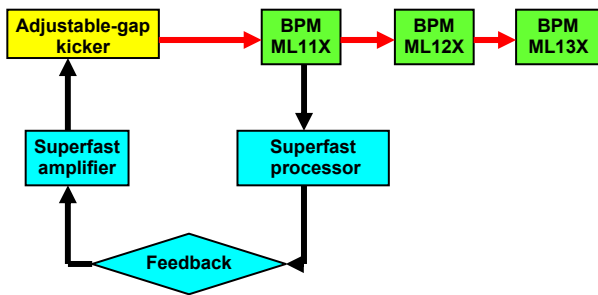 Adjustable-gap
kicker
BPM
ML11X
BPM
ML12X
BPM
ML13X
Superfast
amplifier
Superfast
processor
Feedback